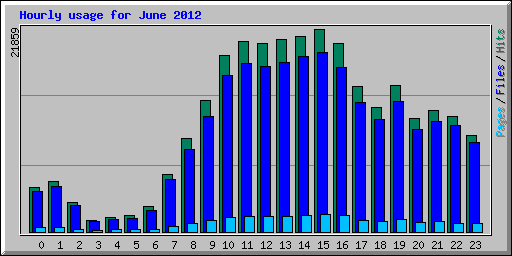 Hourly usage for June 2012
21859
Pages/Files/Hits
0 1 2 3 4 5 6 7 8 9 10 11 12 13 14 15 16 17 18 19 20 21 22 23